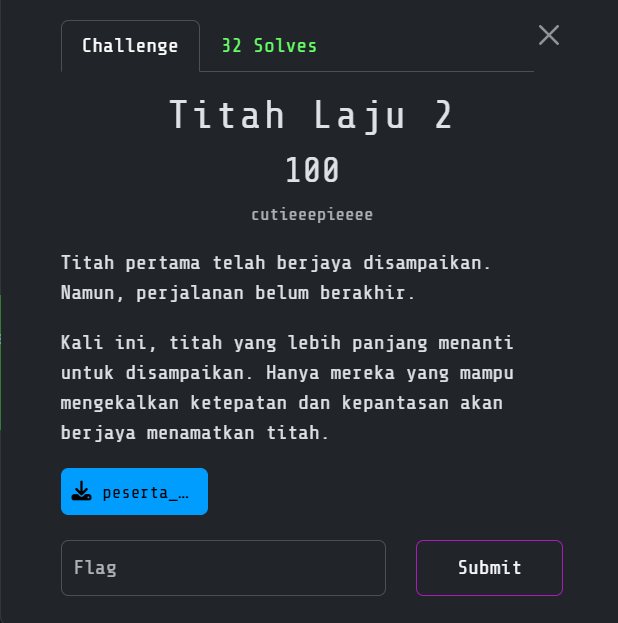 Challenge
32 Solves
Titah Laju 2
100
cutieeepieeee
Titah pertama telah berjaya disampaikan.
Namun, perjalanan belum berakhir.
Kali ini, titah yang lebih panjang menanti
untuk disampaikan. Hanya mereka yang mampu
mengekalkan ketepatan dan kepantasan akan
berjaya menamatkan titah.
peserta_…
Flag
Submit